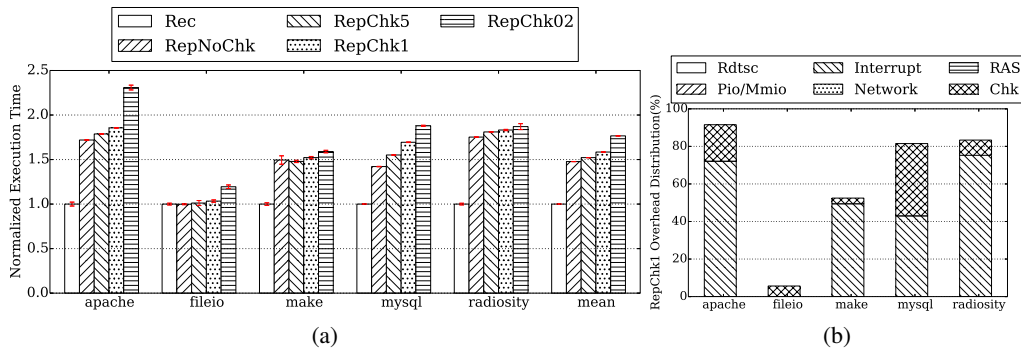 Rec
RepChk5
RepChk02
RepNoChk
RepChk1
Normalized Execution Time
2.5
2.0
1.5
1.0
0.5
0.0
apache
fileio
make
mysql
radiosity
mean
(a)
Rdtsc
Interrupt
RAS
Pio/Mmio
Network
Chk
RepChk1 Overhead Distribution(%)
100
80
60
40
20
0
apache
fileio
make
mysql
radiosity
(b)